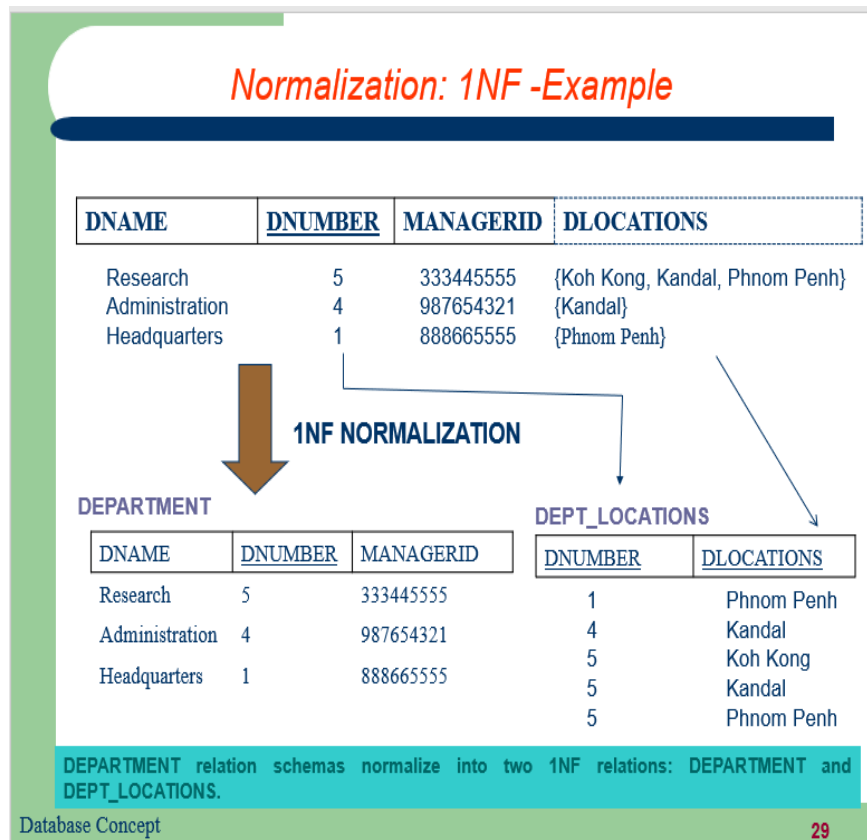 Normalization: 1NF -Example
DNAME DNUMBER MANAGERID DLOCATIONS
Research 5 333445555 {Koh Kong, Kandal, Phnom Penh}
Administration 4 987654321 {Kandal}
Headquarters 1 888665555 {Phnom Penh}
1NF NORMALIZATION
DEPARTMENT
DNAME DNUMBER MANAGERID
Research 5 333445555
Administration 4 987654321
Headquarters 1 888665555
DEPT_LOCATIONS
DNUMBER DLOCATIONS
1 Phnom Penh
4 Kandal
5 Koh Kong
5 Kandal
5 Phnom Penh
DEPARTMENT relation schemas normalize into two 1NF relations: DEPARTMENT and
DEPT_LOCATIONS.
Database Concept
29